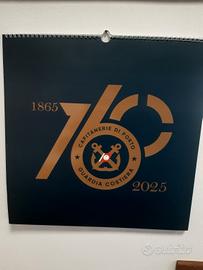 1865
160
CAPITANERIE DI PORTO
GUARDIA COSTIERA
2025
subito